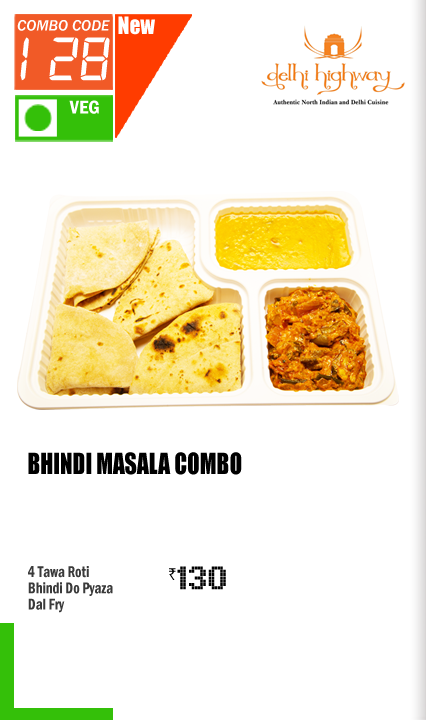 COMBO CODE
128
New
VEG
delhi highway
Authentic North Indian and Delhi Cuisine
BHINDI MASALA COMBO
4 Tawa Roti
Bhindi Do Pyaza
Dal Fry
₹130